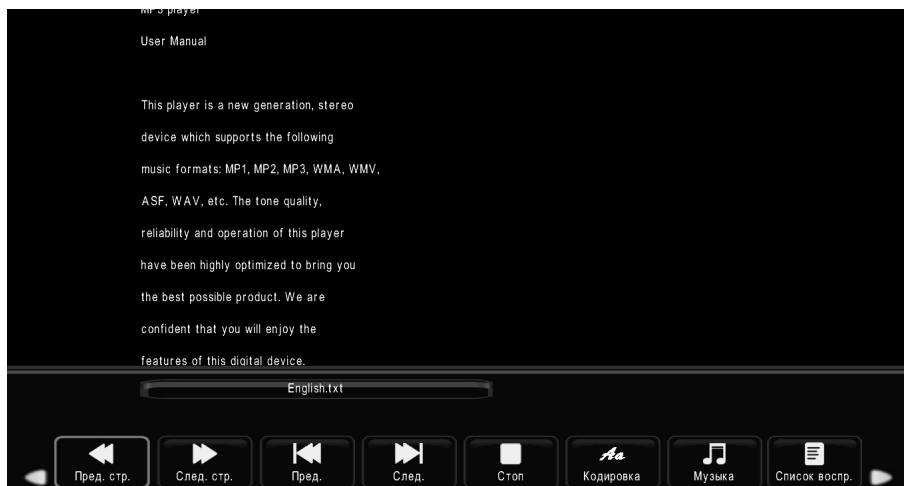 MP3 player
User Manual
This player is a new generation, stereo
device which supports the following
music formats: MP1, MP2, MP3, WMA, WMV,
ASF, WAV, etc. The tone quality,
reliability and operation of this player
have been highly optimized to bring you
the best possible product. We are
confident that you will enjoy the
features of this digital device.
English.txt
Пред. стр.
След. стр.
Пред.
След.
Стоп
Aa
Кодировка
Музыка
Список воспр.